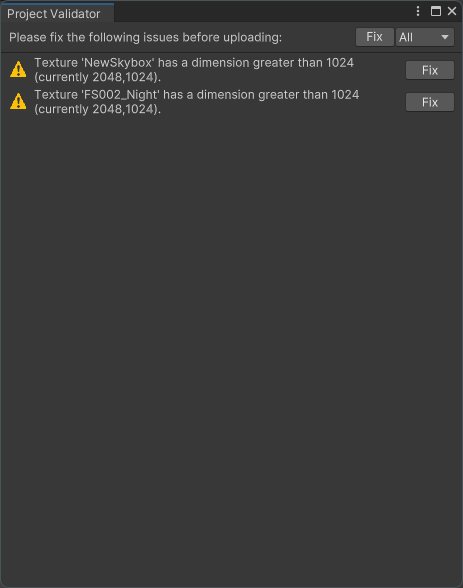 Project Validator
Please fix the following issues before uploading: Fix All
Texture 'NewSkybox' has a dimension greater than 1024
(currently 2048,1024).
Fix
Texture 'FS002_Night' has a dimension greater than 1024
(currently 2048,1024).
Fix